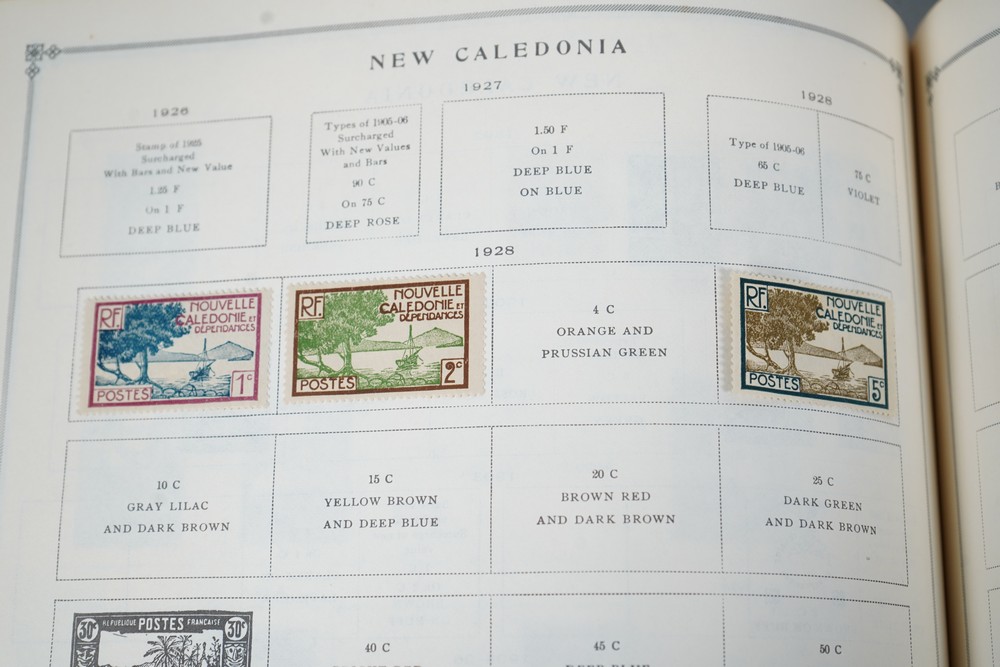 NEW CALEDONIA
1926
Stamp of 1925
Surcharged
With Bars and New Value
1.25 F
On 1 F
DEEP BLUE
1927
Types of 1905-06
Surcharged
With New Values
and Bars
90 C
On 75 C
DEEP ROSE
1.50 F
On 1 F
DEEP BLUE
ON BLUE
1928
Type of 1905-06
65 C
DEEP BLUE
75 C
VIOLET
1928
RF
NOUVELLE
CALEDONIE ET
DÉPENDANCES
POSTES
1c
RF
NOUVELLE
CALEDONIE ET
DÉPENDANCES
POSTES
2c
4 C
ORANGE AND
PRUSSIAN GREEN
RF
NOUVELLE
CALEDONIE ET
DÉPENDANCES
POSTES
5c
10 C
GRAY LILAC
AND DARK BROWN
15 C
YELLOW BROWN
AND DEEP BLUE
20 C
BROWN RED
AND DARK BROWN
25 C
DARK GREEN
AND DARK BROWN
30c
REPUBLIQUE POSTES FRANCAISE
30c
40 C
45 C
DEEP BLUE
50 C